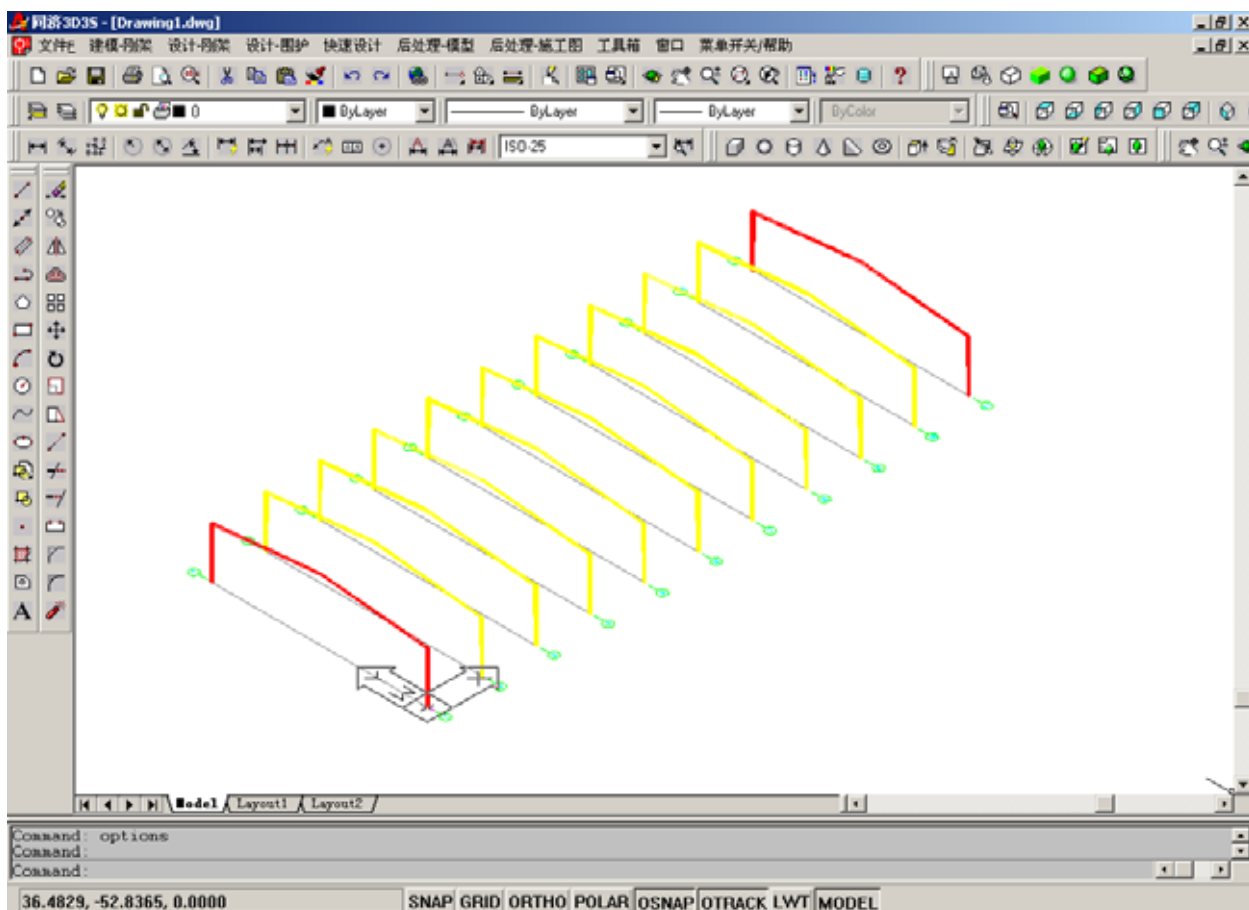 同济3D3S - [Drawing1.dwg]
文件E 建模-刚架 设计-刚架 设计-围护 快速设计 后处理-模型 后处理-施工图 工具箱 窗口 菜单开关/帮助
0 ByLayer ByLayer ByLayer ByColor
ISO-25
A
Model Layout1 Layout2
Command: options
Command:
Command:
36.4829, -52.8365, 0.0000 SNAP GRID ORTHO POLAR OSNAP OTRACK LWT MODEL